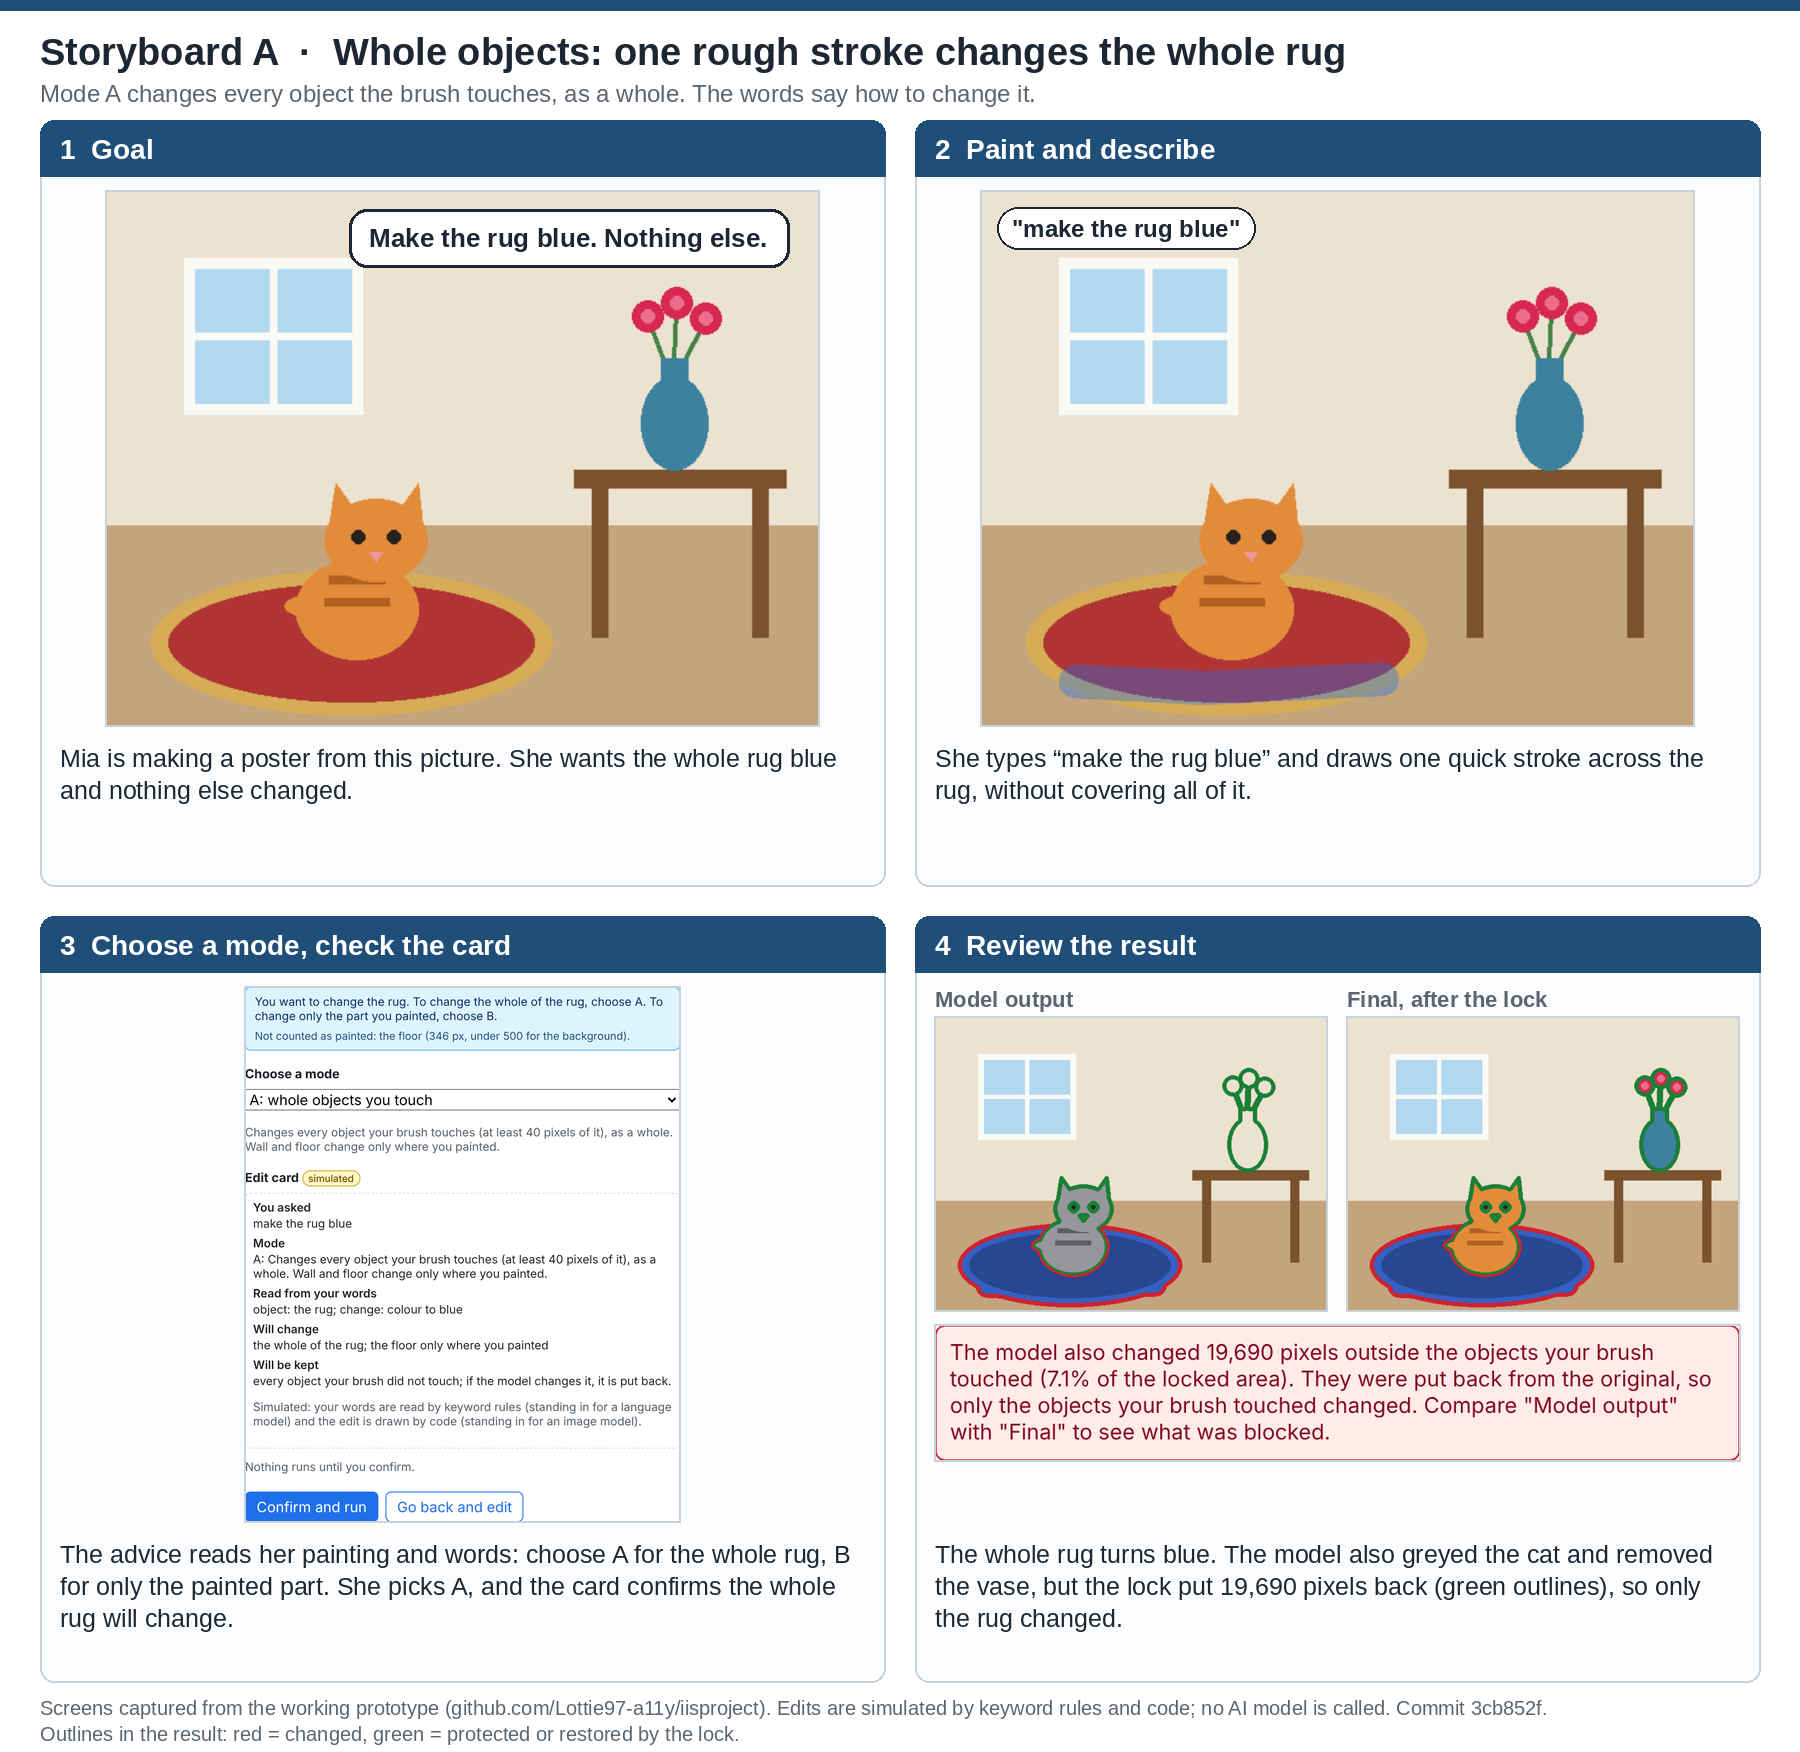 Storyboard A · Whole objects: one rough stroke changes the whole rug
Mode A changes every object the brush touches, as a whole. The words say how to change it.
1 Goal
Make the rug blue. Nothing else.
Mia is making a poster from this picture. She wants the whole rug blue
and nothing else changed.
2 Paint and describe
"make the rug blue"
She types “make the rug blue” and draws one quick stroke across the
rug, without covering all of it.
3 Choose a mode, check the card
You want to change the rug. To change the whole of the rug, choose A. To
change only the part you painted, choose B.
Not counted as painted: the floor (346 px, under 500 for the background).
Choose a mode
A: whole objects you touch
Changes every object your brush touches (at least 40 pixels of it), as a whole.
Wall and floor change only where you painted.
Edit card simulated
You asked
make the rug blue
Mode
A: Changes every object your brush touches (at least 40 pixels of it), as a
whole. Wall and floor change only where you painted.
Read from your words
object: the rug; change: colour to blue
Will change
the whole of the rug; the floor only where you painted
Will be kept
every object your brush did not touch; if the model changes it, it is put back.
Simulated: your words are read by keyword rules (standing in for a language
model) and the edit is drawn by code (standing in for an image model).
Nothing runs until you confirm.
Confirm and run Go back and edit
The advice reads her painting and words: choose A for the whole rug, B
for only the painted part. She picks A, and the card confirms the whole
rug will change.
4 Review the result
Model output
Final, after the lock
The model also changed 19,690 pixels outside the objects your brush
touched (7.1% of the locked area). They were put back from the original, so
only the objects your brush touched changed. Compare "Model output"
with "Final" to see what was blocked.
The whole rug turns blue. The model also greyed the cat and removed
the vase, but the lock put 19,690 pixels back (green outlines), so only
the rug changed.
Screens captured from the working prototype (github.com/Lottie97-a11y/iisproject). Edits are simulated by keyword rules and code; no AI model is called. Commit 3cb852f.
Outlines in the result: red = changed, green = protected or restored by the lock.